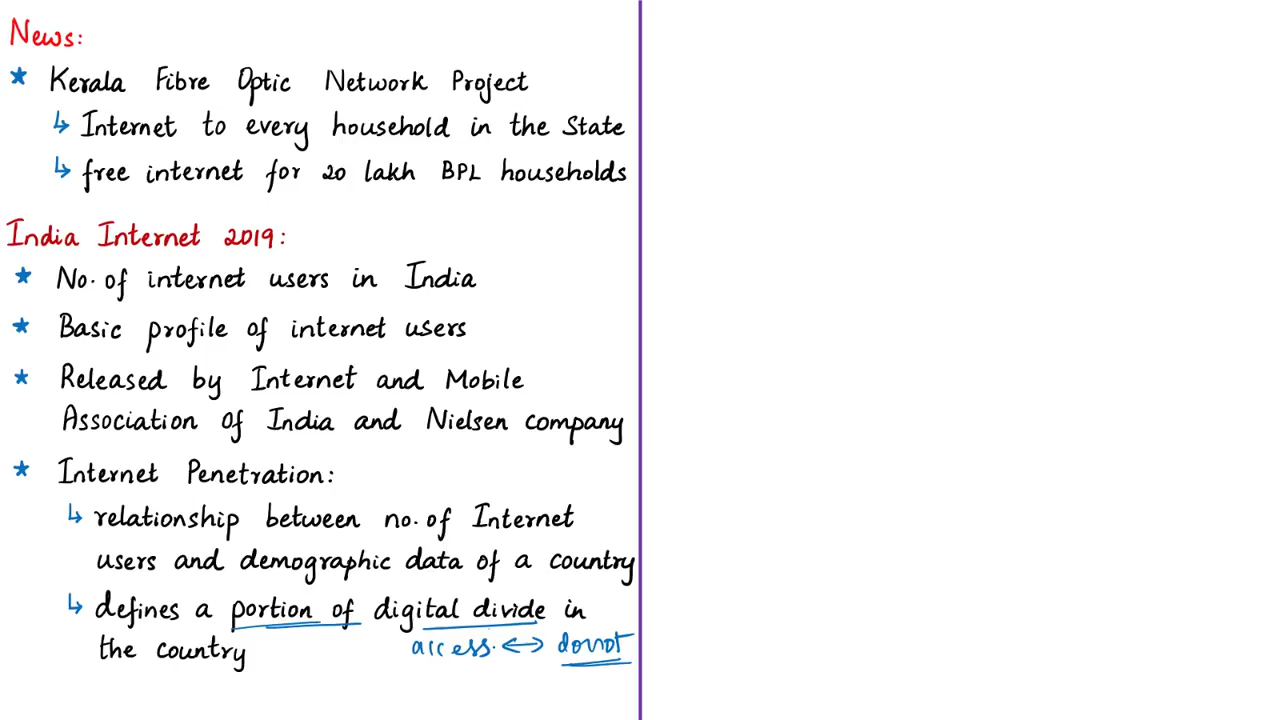 News:
* Kerala Fibre Optic Network Project
↳ Internet to every household in the State
↳ free internet for 20 lakh BPL households
India Internet 2019:
* No. of internet users in India
* Basic profile of internet users
* Released by Internet and Mobile
Association of India and Nielsen company
* Internet Penetration:
↳ relationship between no. of Internet
users and demographic data of a country
↳ defines a portion of digital divide in
the country
access. ↔ do not